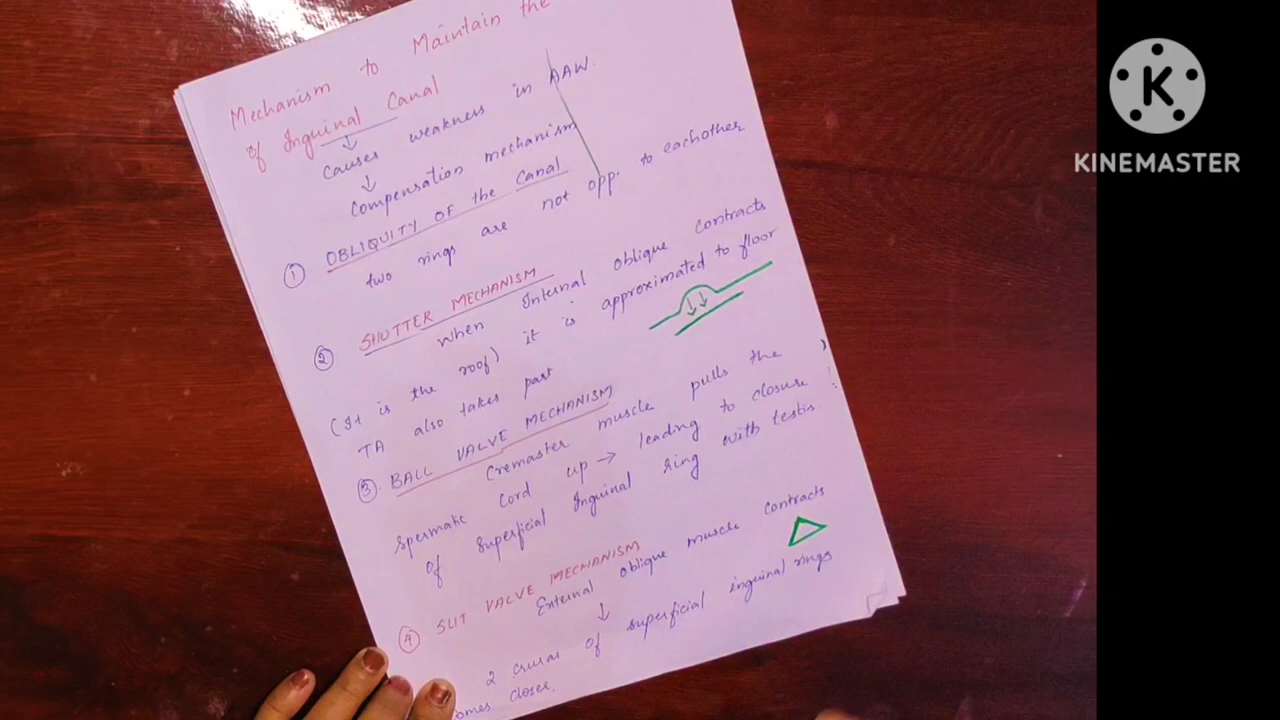 Mechanism to Maintain the
of Inguinal Canal
causes weakness in AAW.
Compensation mechanism
① OBLIQUITY OF the Canal
two rings are not opp. to eachother
② SHUTTER MECHANISM
When Internal oblique contracts
(It is the roof) it is approximated to floor
TA also takes part
③ BALL VALVE MECHANISM
Cremaster muscle pulls the
spermatic cord up → leading to closure
of superficial Inguinal ring with testis.
④ SLIT VALVE MECHANISM
External oblique muscle contracts
2 cruras of superficial inguinal rings
comes closer.
K
KINEMASTER